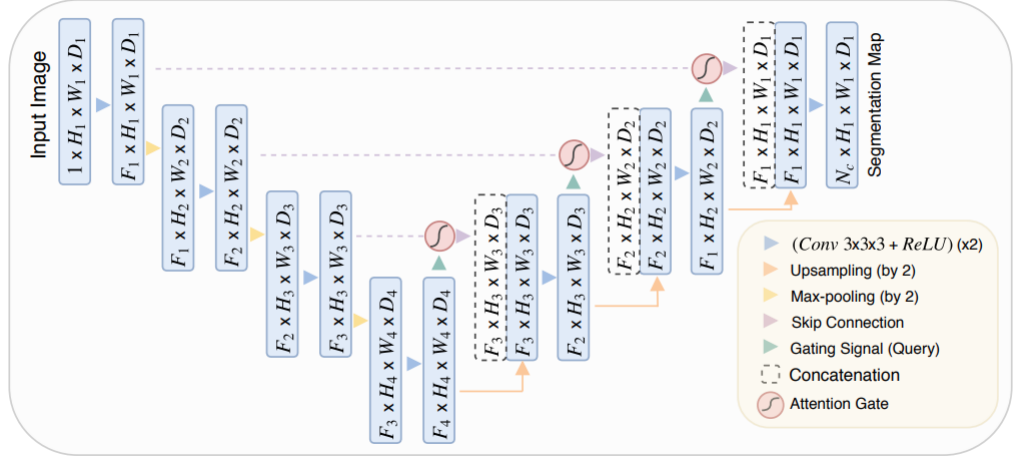 Input Image
1 x H₁ x W₁ x D₁
F₁ x H₁ x W₁ x D₁
F₁ x H₂ x W₂ x D₂
F₂ x H₂ x W₂ x D₂
F₂ x H₃ x W₃ x D₃
F₃ x H₃ x W₃ x D₃
F₃ x H₄ x W₄ x D₄
F₄ x H₄ x W₄ x D₄
F₃ x H₃ x W₃ x D₃
F₃ x H₃ x W₃ x D₃
F₂ x H₃ x W₃ x D₃
F₂ x H₂ x W₂ x D₂
F₂ x H₂ x W₂ x D₂
F₁ x H₂ x W₂ x D₂
F₁ x H₁ x W₁ x D₁
F₁ x H₁ x W₁ x D₁
N꜀ x H₁ x W₁ x D₁
Segmentation Map
(Conv 3x3x3 + ReLU) (x2)
Upsampling (by 2)
Max-pooling (by 2)
Skip Connection
Gating Signal (Query)
Concatenation
Attention Gate